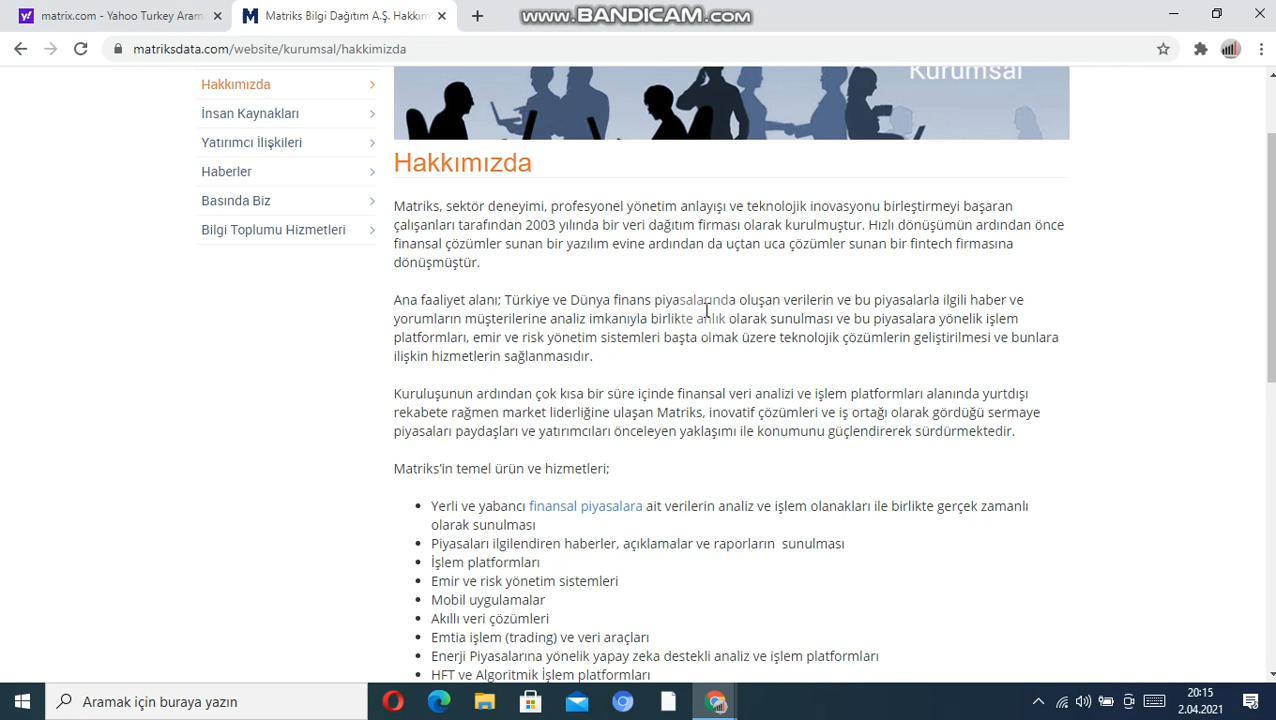 matrix.com - Yahoo Turkey Aram
Matriks Bilgi Dağıtım A.Ş. Hakkım
www.BANDICAM.com
matriksdata.com/website/kurumsal/hakkimizda
Kurumsal
Hakkımızda
İnsan Kaynakları
Yatırımcı İlişkileri
Haberler
Basında Biz
Bilgi Toplumu Hizmetleri
Hakkımızda
Matriks, sektör deneyimi, profesyonel yönetim anlayışı ve teknolojik inovasyonu birleştirmeyi başaran
çalışanları tarafından 2003 yılında bir veri dağıtım firması olarak kurulmuştur. Hızlı dönüşümün ardından önce
finansal çözümler sunan bir yazılım evine ardından da uçtan uca çözümler sunan bir fintech firmasına
dönüşmüştür.
Ana faaliyet alanı; Türkiye ve Dünya finans piyasalarında oluşan verilerin ve bu piyasalarla ilgili haber ve
yorumların müşterilerine analiz imkanıyla birlikte anlık olarak sunulması ve bu piyasalara yönelik işlem
platformları, emir ve risk yönetim sistemleri başta olmak üzere teknolojik çözümlerin geliştirilmesi ve bunlara
ilişkin hizmetlerin sağlanmasıdır.
Kuruluşunun ardından çok kısa bir süre içinde finansal veri analizi ve işlem platformları alanında yurtdışı
rekabete rağmen market liderliğine ulaşan Matriks, inovatif çözümleri ve iş ortağı olarak gördüğü sermaye
piyasaları paydaşları ve yatırımcıları önceleyen yaklaşımı ile konumunu güçlendirerek sürdürmektedir.
Matriks'in temel ürün ve hizmetleri;
Yerli ve yabancı finansal piyasalara ait verilerin analiz ve işlem olanakları ile birlikte gerçek zamanlı
olarak sunulması
Piyasaları ilgilendiren haberler, açıklamalar ve raporların sunulması
İşlem platformları
Emir ve risk yönetim sistemleri
Mobil uygulamalar
Akıllı veri çözümleri
Emtia işlem (trading) ve veri araçları
Enerji Piyasalarına yönelik yapay zeka destekli analiz ve işlem platformları
HFT ve Algoritmik İşlem platformları
Aramak için buraya yazın
20:15
2.04.2021